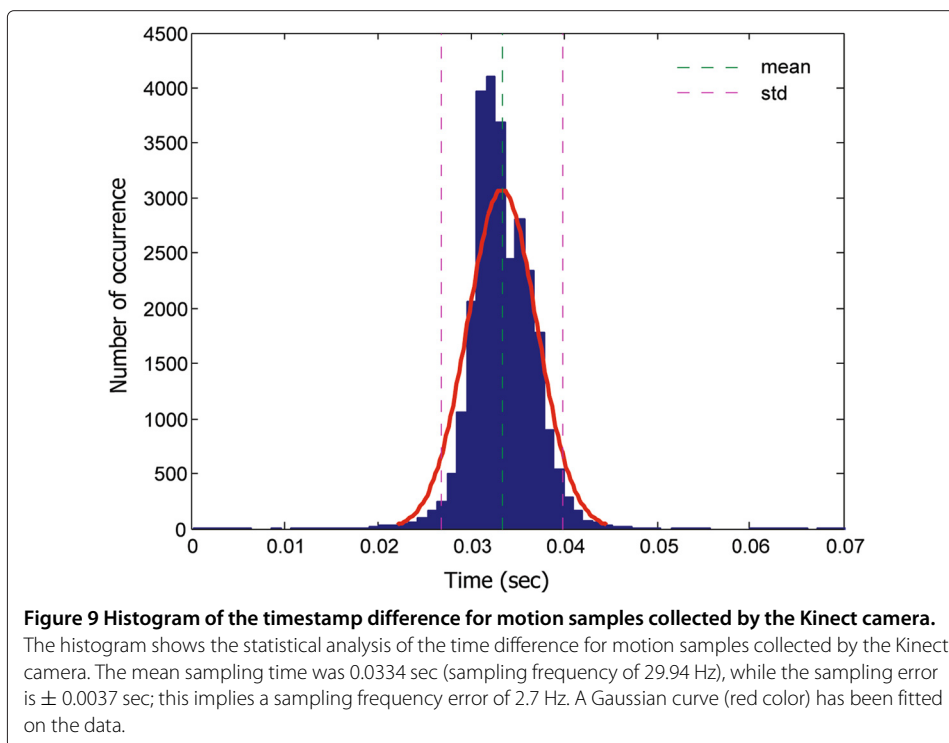 4500
4000
3500
3000
2500
2000
1500
1000
500
0
Number of occurrence
mean
std
0 0.01 0.02 0.03 0.04 0.05 0.06 0.07
Time (sec)
Figure 9 Histogram of the timestamp difference for motion samples collected by the Kinect camera.
The histogram shows the statistical analysis of the time difference for motion samples collected by the Kinect
camera. The mean sampling time was 0.0334 sec (sampling frequency of 29.94 Hz), while the sampling error
is ± 0.0037 sec; this implies a sampling frequency error of 2.7 Hz. A Gaussian curve (red color) has been fitted
on the data.